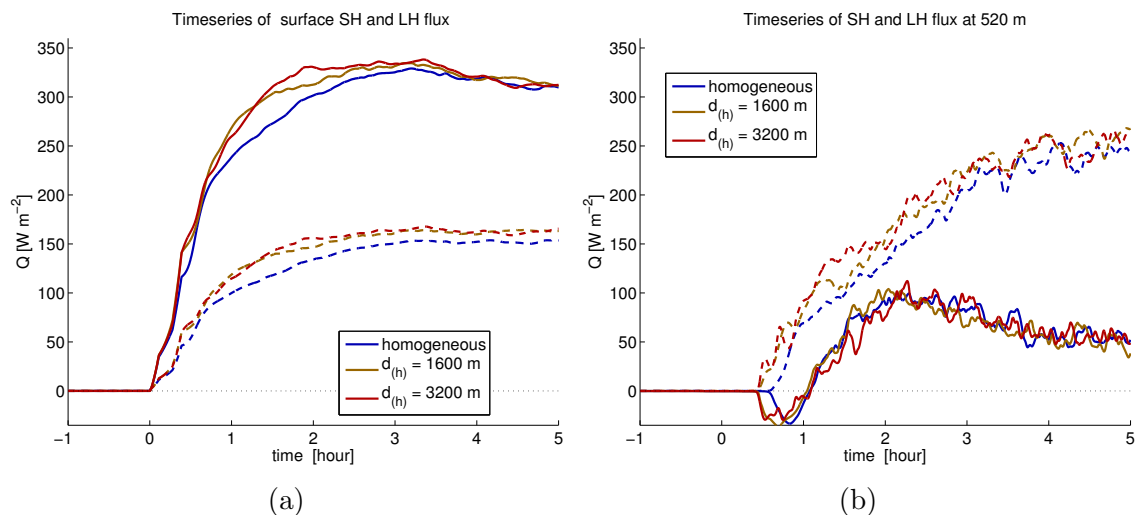 Timeseries of surface SH and LH flux
350
300
250
200
150
100
50
0
Q [W m⁻²]
homogeneous
d(h) = 1600 m
d(h) = 3200 m
−1 0 1 2 3 4 5
time [hour]
(a)
Timeseries of SH and LH flux at 520 m
350
300
250
200
150
100
50
0
Q [W m⁻²]
homogeneous
d(h) = 1600 m
d(h) = 3200 m
−1 0 1 2 3 4 5
time [hour]
(b)